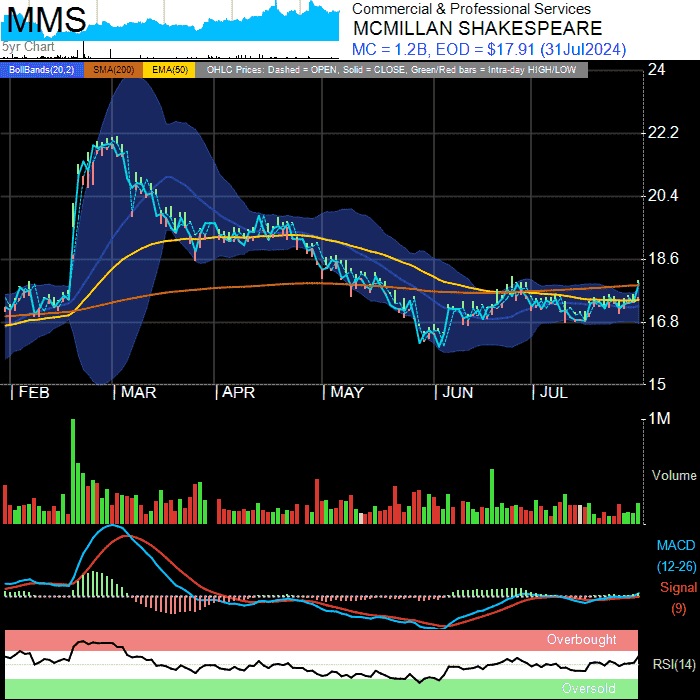 MMS
5yr Chart
Commercial & Professional Services
MCMILLAN SHAKESPEARE
MC = 1.2B, EOD = $17.91 (31Jul2024)
BollBands(20,2) SMA(200) EMA(50) OHLC Prices: Dashed = OPEN, Solid = CLOSE, Green/Red bars = Intra-day HIGH/LOW
24
22.2
20.4
18.6
16.8
15
FEB MAR APR MAY JUN JUL
1M
Volume
MACD
(12-26)
Signal
(9)
Overbought
RSI(14)
Oversold